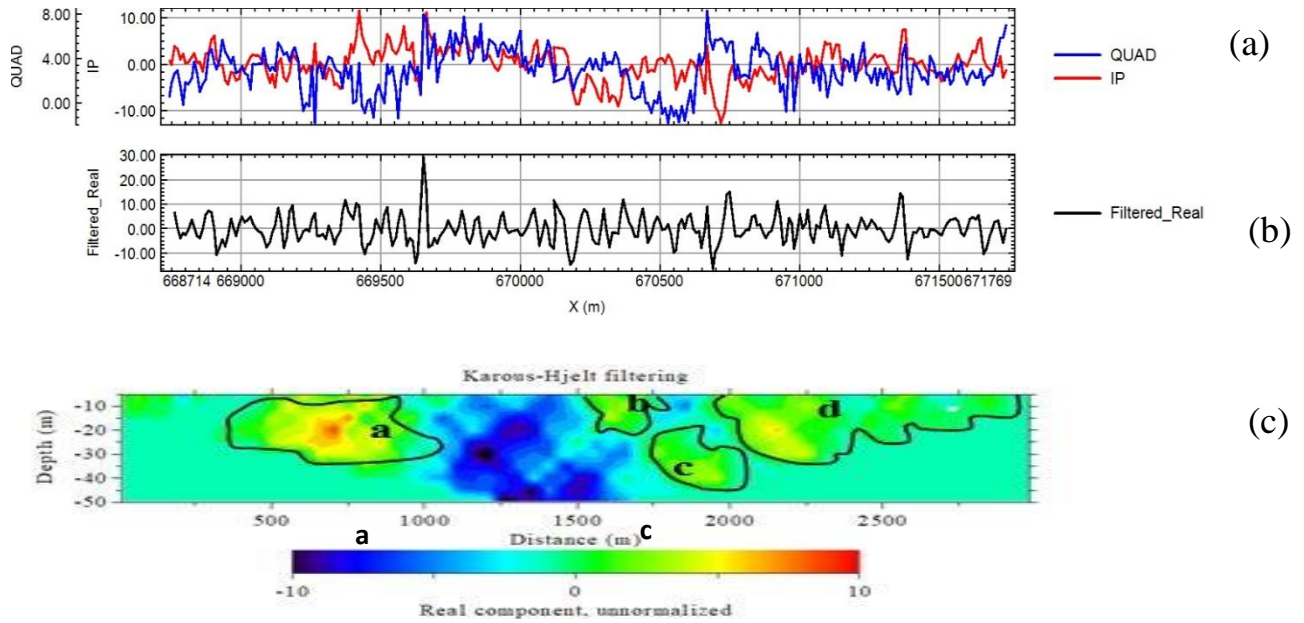 8.00
4.00
0.00
QUAD
10.00
0.00
-10.00
IP
QUAD
IP
(a)
30.00
20.00
10.00
0.00
-10.00
Filtered_Real
Filtered_Real
(b)
668714 669000 669500 670000 670500 671000 671500 671769
X (m)
Karous-Hjelt filtering
-10
-20
-30
-40
-50
Depth (m)
a b c d
(c)
500 1000 1500 2000 2500
Distance (m)
a c
-10 0 10
Real component, unnormalized